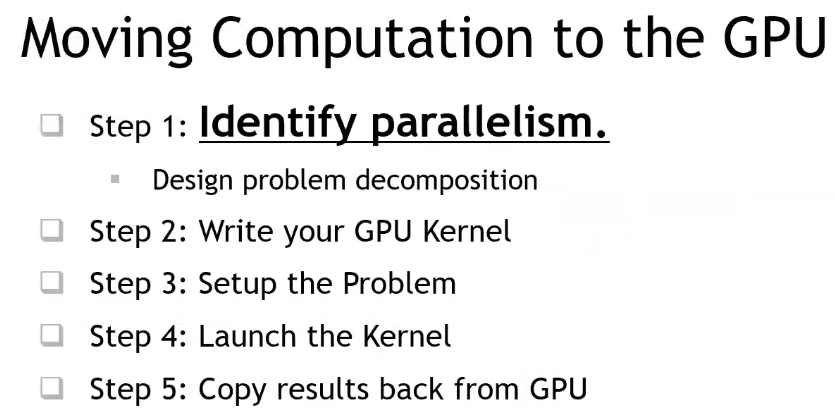 Moving Computation to the GPU
Step 1: Identify parallelism.
Design problem decomposition
Step 2: Write your GPU Kernel
Step 3: Setup the Problem
Step 4: Launch the Kernel
Step 5: Copy results back from GPU